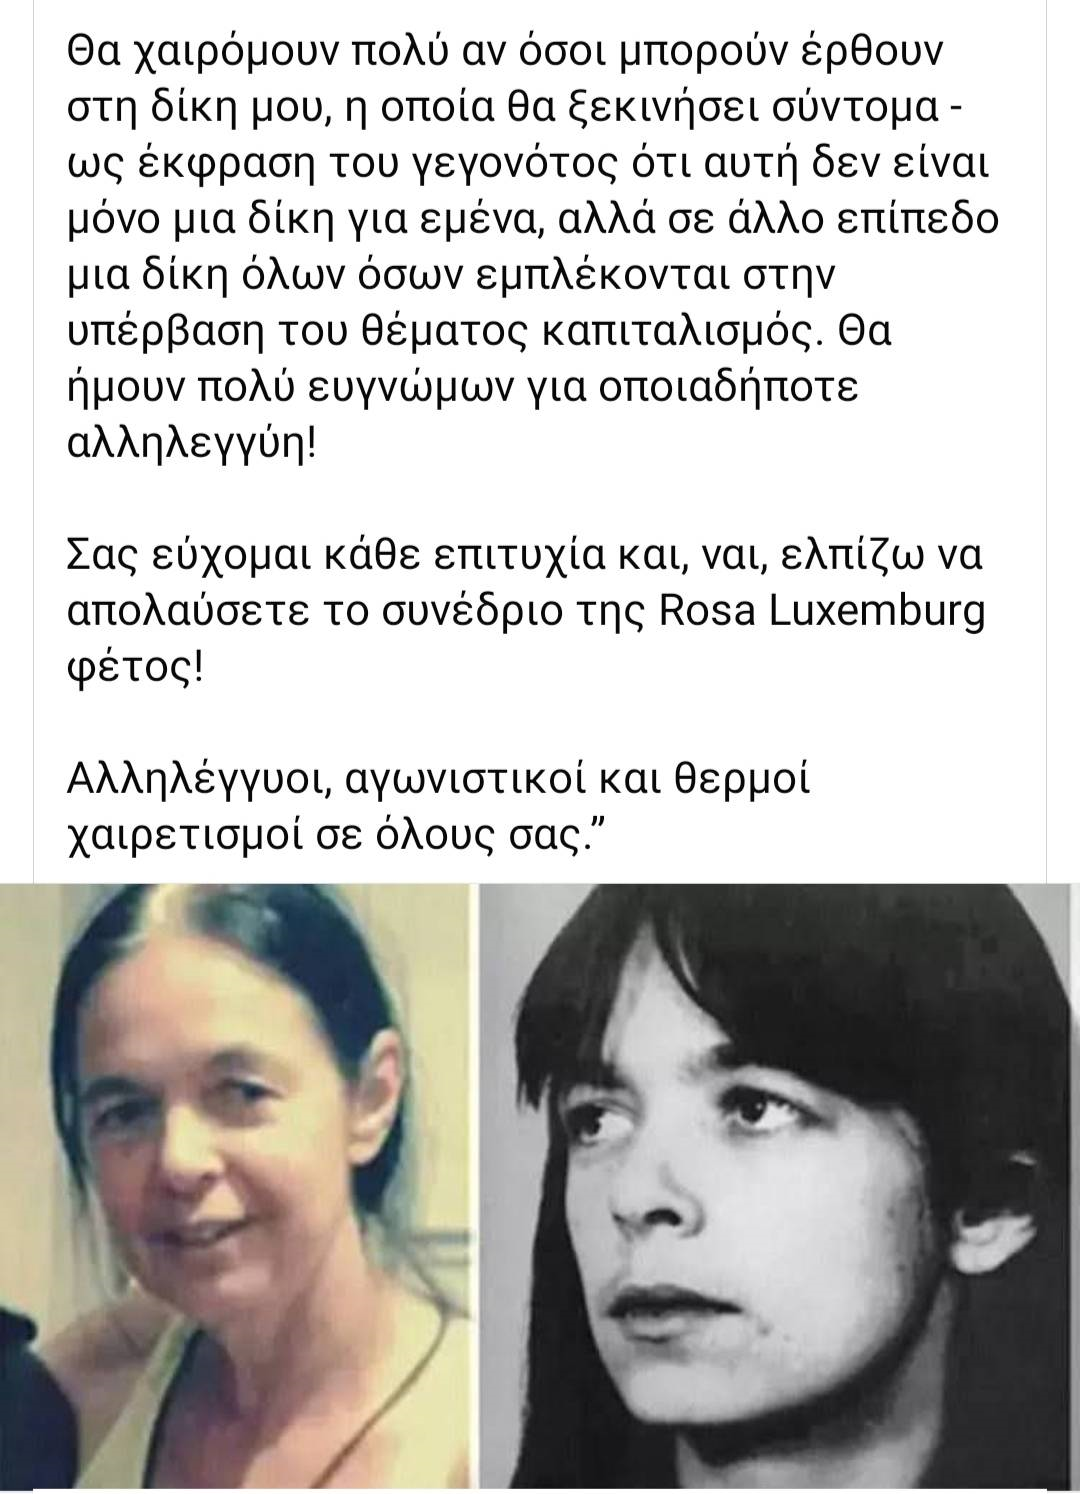 Θα χαιρόμουν πολύ αν όσοι μπορούν έρθουν
στη δίκη μου, η οποία θα ξεκινήσει σύντομα -
ως έκφραση του γεγονότος ότι αυτή δεν είναι
μόνο μια δίκη για εμένα, αλλά σε άλλο επίπεδο
μια δίκη όλων όσων εμπλέκονται στην
υπέρβαση του θέματος καπιταλισμός. Θα
ήμουν πολύ ευγνώμων για οποιαδήποτε
αλληλεγγύη!
Σας εύχομαι κάθε επιτυχία και, ναι, ελπίζω να
απολαύσετε το συνέδριο της Rosa Luxemburg
φέτος!
Αλληλέγγυοι, αγωνιστικοί και θερμοί
χαιρετισμοί σε όλους σας.”